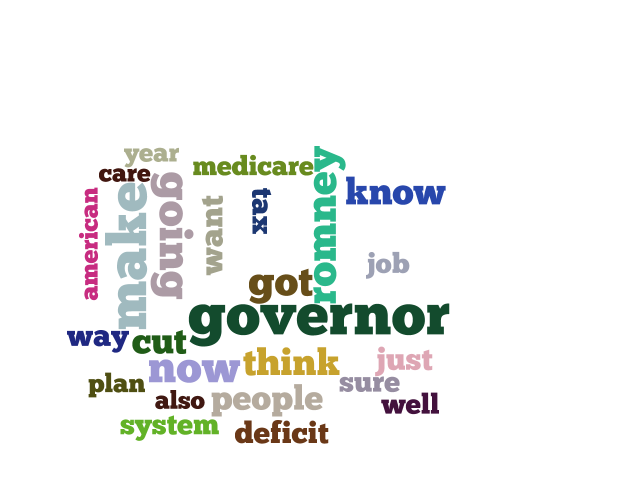 year
medicare
care
romney
know
american
make
going
want
tax
job
got
governor
way
cut
now
think
just
plan
sure
also
people
well
system
deficit